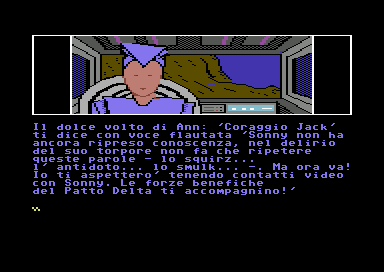 Il dolce volto di Ann: 'Coraggio Jack'
ti dice con voce flautata 'Sonny non ha
ancora ripreso conoscenza, nel delirio
del suo torpore non fa che ripetere
queste parole - lo squirz...
l' antidoto... lo smulk... -. Ma ora va!
Io ti aspettero' tenendo contatti video
con Sonny. Le forze benefiche
del Patto Delta ti accompagnino!'